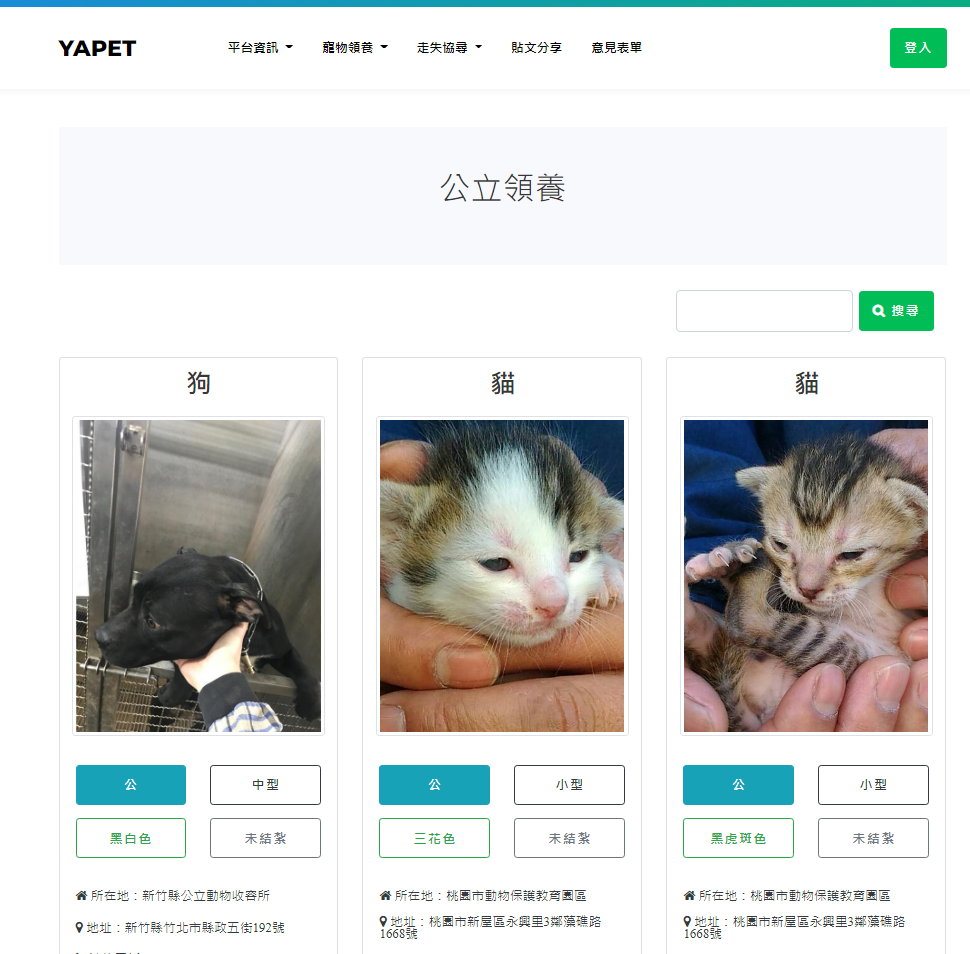 YAPET
平台資訊
寵物領養
走失協尋
貼文分享
意見表單
登入
公立領養
搜尋
狗
貓
貓
公
中型
公
小型
公
小型
黑白色
未結紮
三花色
未結紮
黑虎斑色
未結紮
所在地：新竹縣公立動物收容所
地址：新竹縣竹北市縣政五街192號
所在地：桃園市動物保護教育園區
地址：桃園市新屋區永興里3鄰藻礁路
1668號
所在地：桃園市動物保護教育園區
地址：桃園市新屋區永興里3鄰藻礁路
1668號